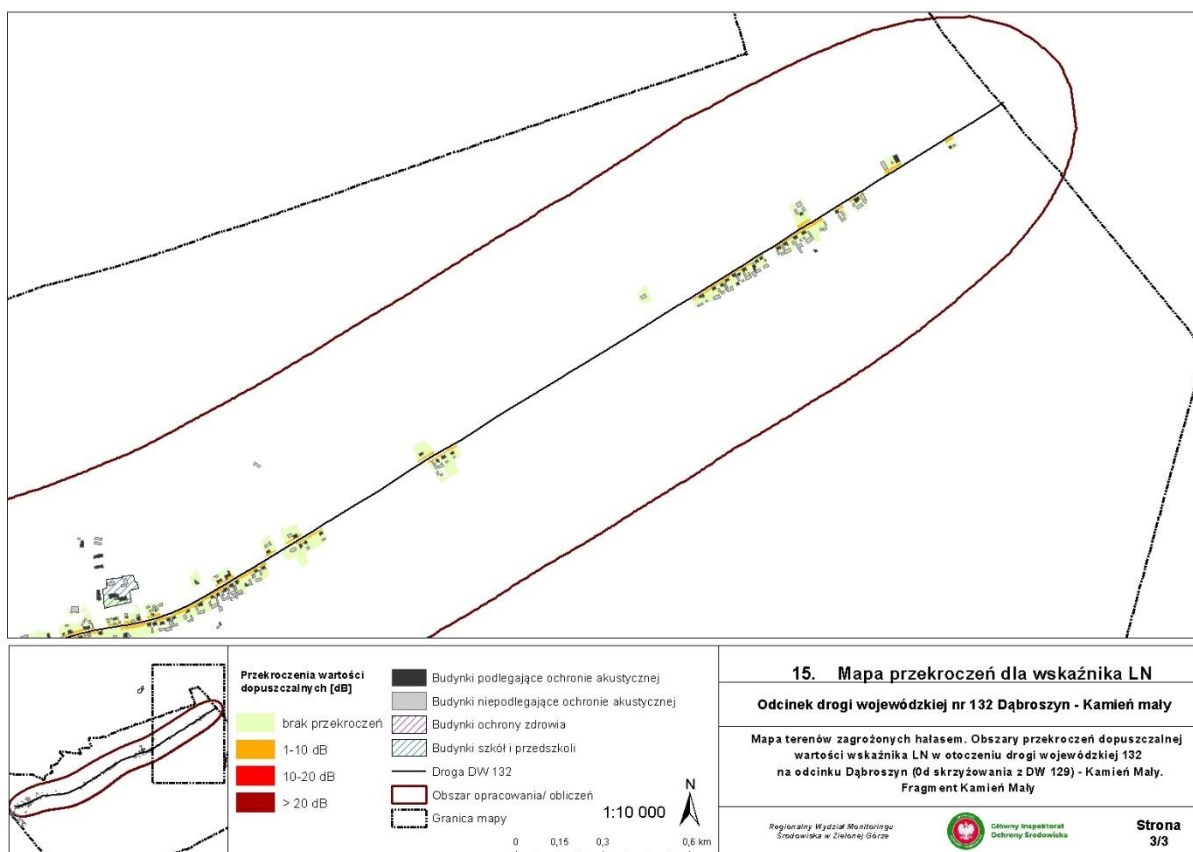 Przekroczenia wartości
dopuszczalnych [dB]
brak przekroczeń
1-10 dB
10-20 dB
> 20 dB
Budynki podlegające ochronie akustycznej
Budynki niepodlegające ochronie akustycznej
Budynki ochrony zdrowia
Budynki szkół i przedszkoli
Droga DW 132
Obszar opracowania/ obliczeń
Granica mapy
1:10 000
N
0 0,15 0,3 0,6 km
15. Mapa przekroczeń dla wskaźnika LN
Odcinek drogi wojewódzkiej nr 132 Dąbroszyn - Kamień mały
Mapa terenów zagrożonych hałasem. Obszary przekroczeń dopuszczalnej
wartości wskaźnika LN w otoczeniu drogi wojewódzkiej 132
na odcinku Dąbroszyn (0d skrzyżowania z DW 129) - Kamień Mały.
Fragment Kamień Mały
Regionalny Wydział Monitoringu
Środowiska w Zielonej Górze
Główny Inspektorat
Ochrony Środowiska
Strona
3/3